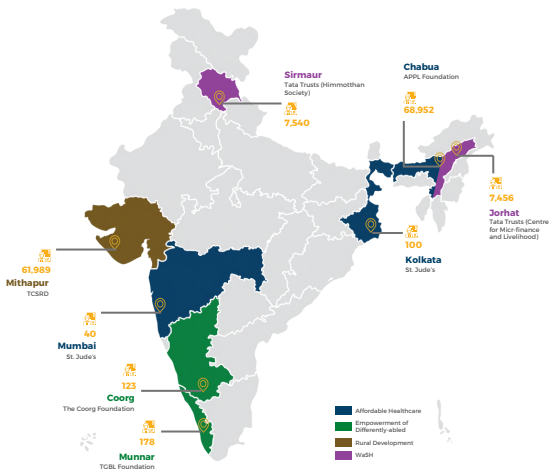 Chabua
APPL Foundation
68,952
Sirmaur
Tata Trusts (Himmotthan
Society)
7,540
7,456
Jorhat
Tata Trusts (Centre
for Micr-finance
and Livelihood)
100
Kolkata
St. Jude's
61,989
Mithapur
TCSRD
40
Mumbai
St. Jude's
123
Coorg
The Coorg Foundation
178
Munnar
TGBL Foundation
Affordable Healthcare
Empowerment of
Differently-abled
Rural Development
WaSH